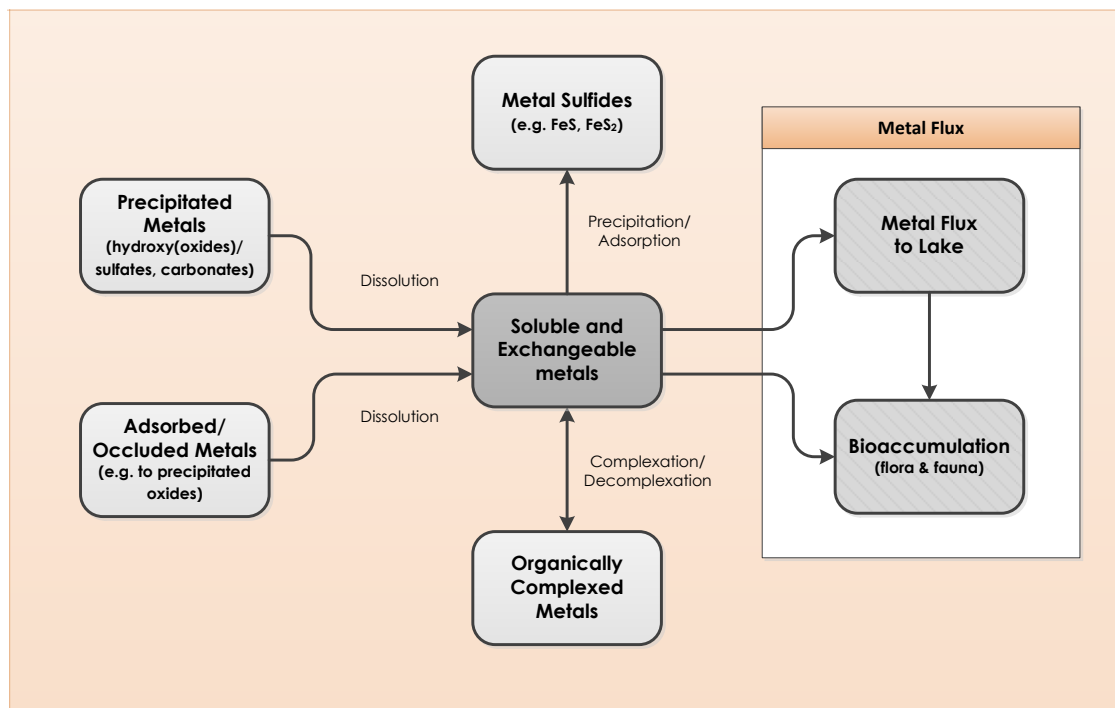 Metal Sulfides
(e.g. FeS, FeS₂)
Metal Flux
Precipitated
Metals
(hydroxy(oxides)/
sulfates, carbonates)
Precipitation/
Adsorption
Metal Flux
to Lake
Dissolution
Soluble and
Exchangeable
metals
Dissolution
Adsorbed/
Occluded Metals
(e.g. to precipitated
oxides)
Bioaccumulation
(flora & fauna)
Complexation/
Decomplexation
Organically
Complexed
Metals